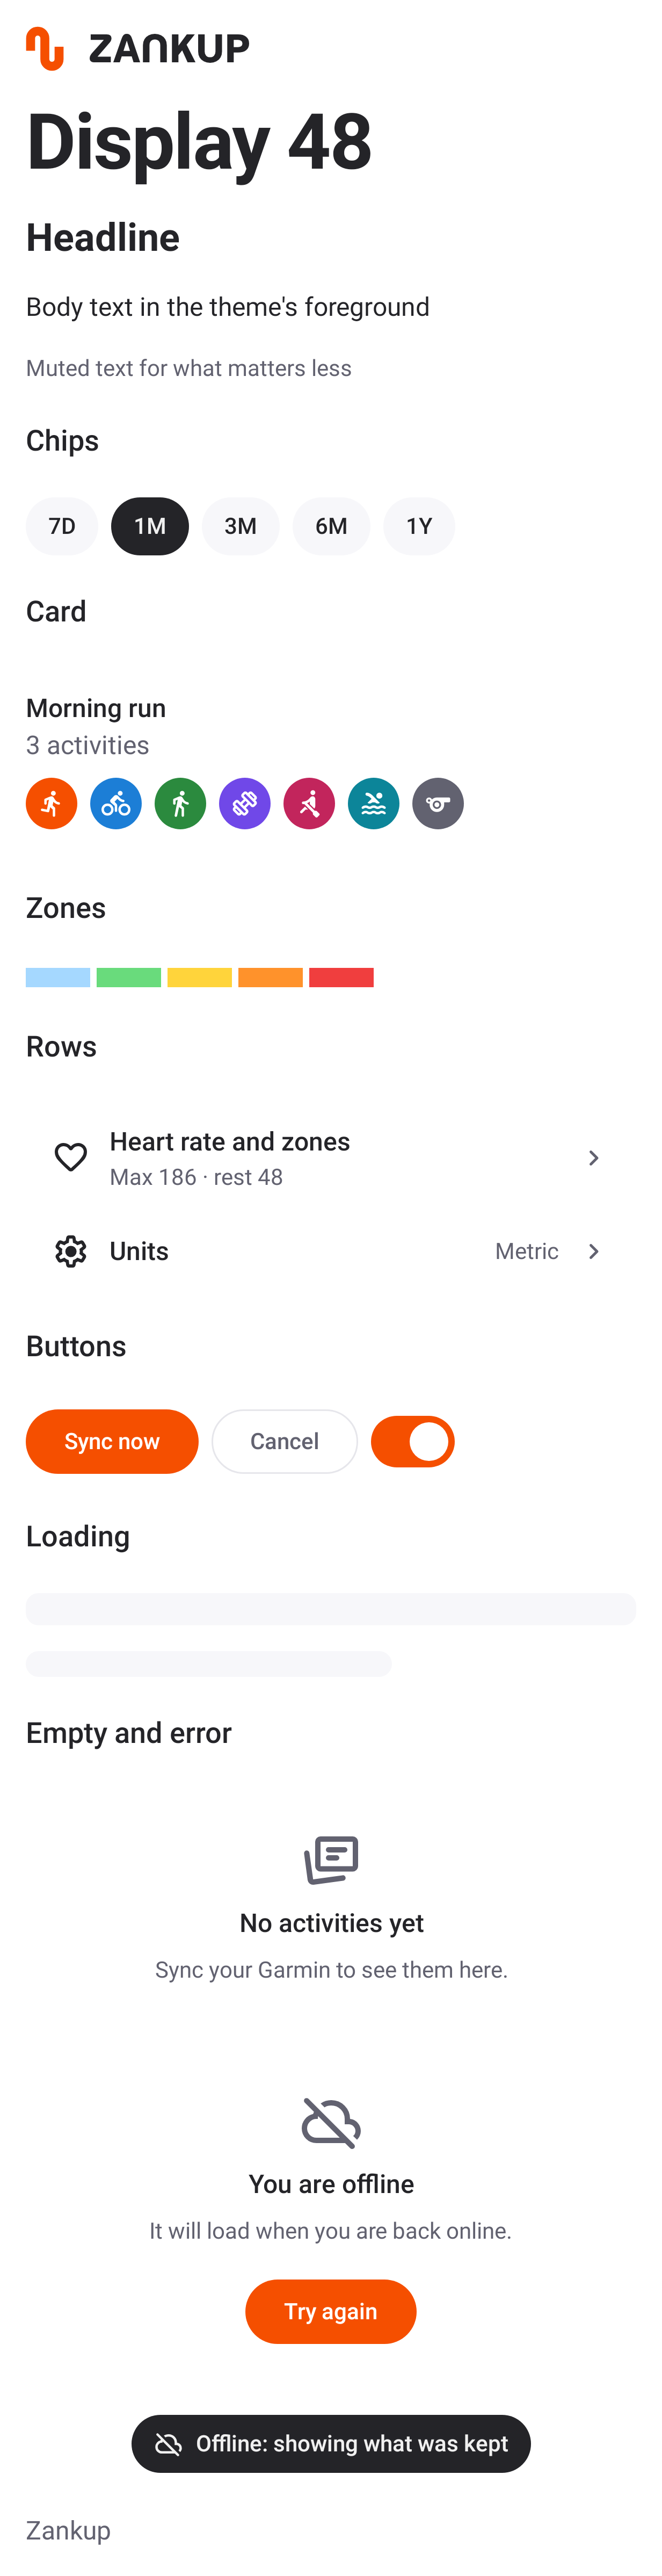 ZANKUP
Display 48
Headline
Body text in the theme's foreground
Muted text for what matters less
Chips
7D 1M 3M 6M 1Y
Card
Morning run
3 activities
Zones
Rows
Heart rate and zones
Max 186 · rest 48
Units Metric
Buttons
Sync now Cancel
Loading
Empty and error
No activities yet
Sync your Garmin to see them here.
You are offline
It will load when you are back online.
Try again
Offline: showing what was kept
Zankup